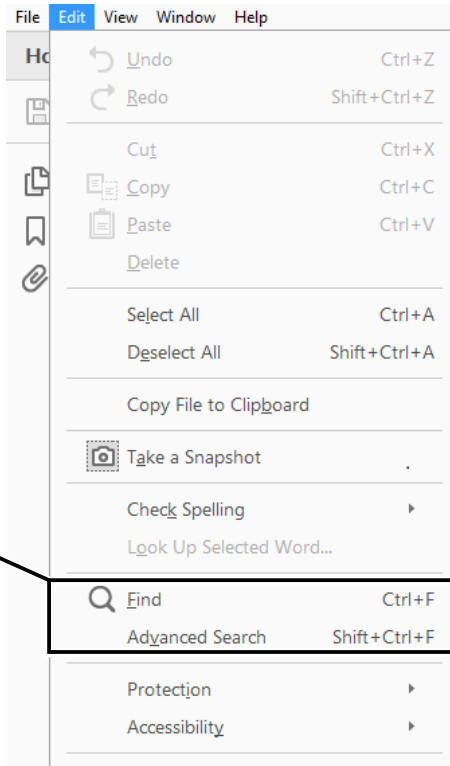 File Edit View Window Help
Ho
Undo Ctrl+Z
Redo Shift+Ctrl+Z
Cut Ctrl+X
Copy Ctrl+C
Paste Ctrl+V
Delete
Select All Ctrl+A
Deselect All Shift+Ctrl+A
Copy File to Clipboard
Take a Snapshot
Check Spelling
Look Up Selected Word...
Find Ctrl+F
Advanced Search Shift+Ctrl+F
Protection
Accessibility